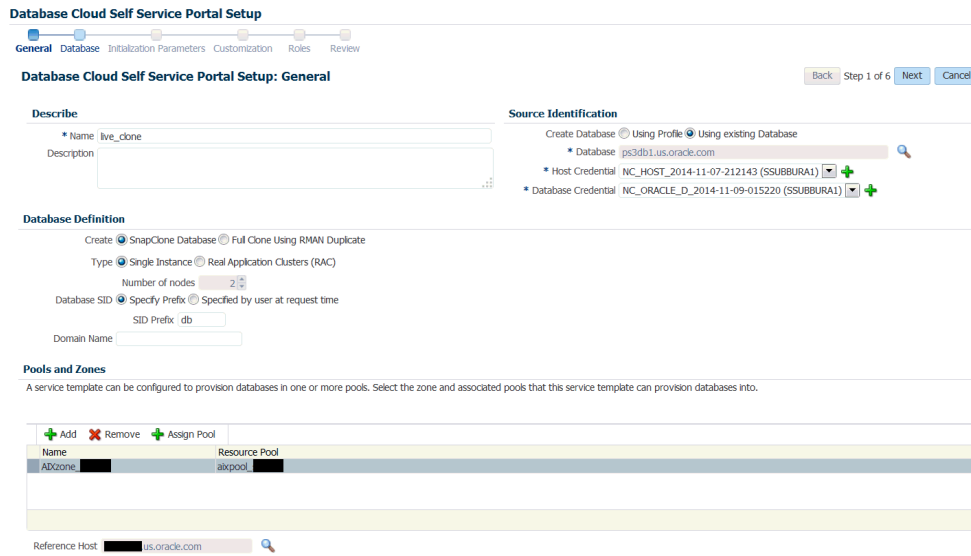 Database Cloud Self Service Portal Setup
General Database Initialization Parameters Customization Roles Review
Database Cloud Self Service Portal Setup: General
Back Step 1 of 6 Next Cancel
Describe
* Name live_clone
Description
Source Identification
Create Database Using Profile Using existing Database
* Database ps3db1.us.oracle.com
* Host Credential NC_HOST_2014-11-07-212143 (SSUBBURA1)
* Database Credential NC_ORACLE_D_2014-11-09-015220 (SSUBBURA1)
Database Definition
Create SnapClone Database Full Clone Using RMAN Duplicate
Type Single Instance Real Application Clusters (RAC)
Number of nodes 2
Database SID Specify Prefix Specified by user at request time
SID Prefix db
Domain Name
Pools and Zones
A service template can be configured to provision databases in one or more pools. Select the zone and associated pools that this service template can provision databases into.
Add Remove Assign Pool
Name Resource Pool
AIXzone_ aixpool_
Reference Host .us.oracle.com